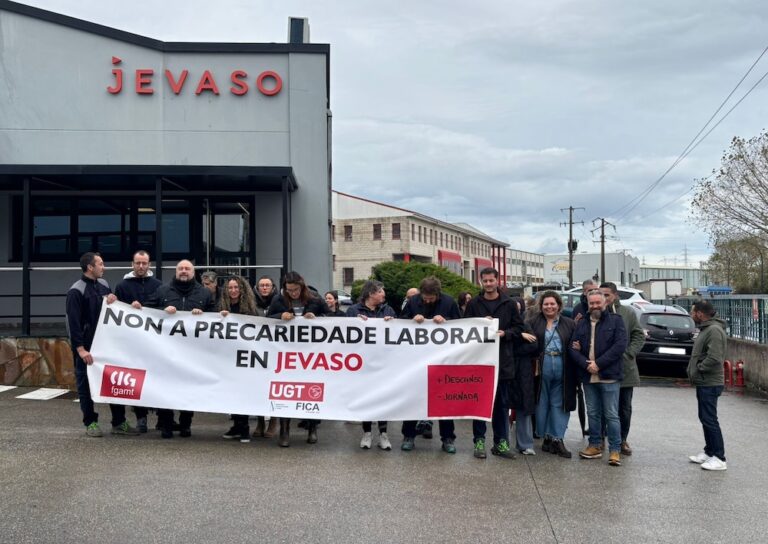 JEVASO
NON A PRECARIEDADE LABORAL
EN JEVASO
CIG
fgamt
UGT
FICA
+ DESCANSO
- JORNADA